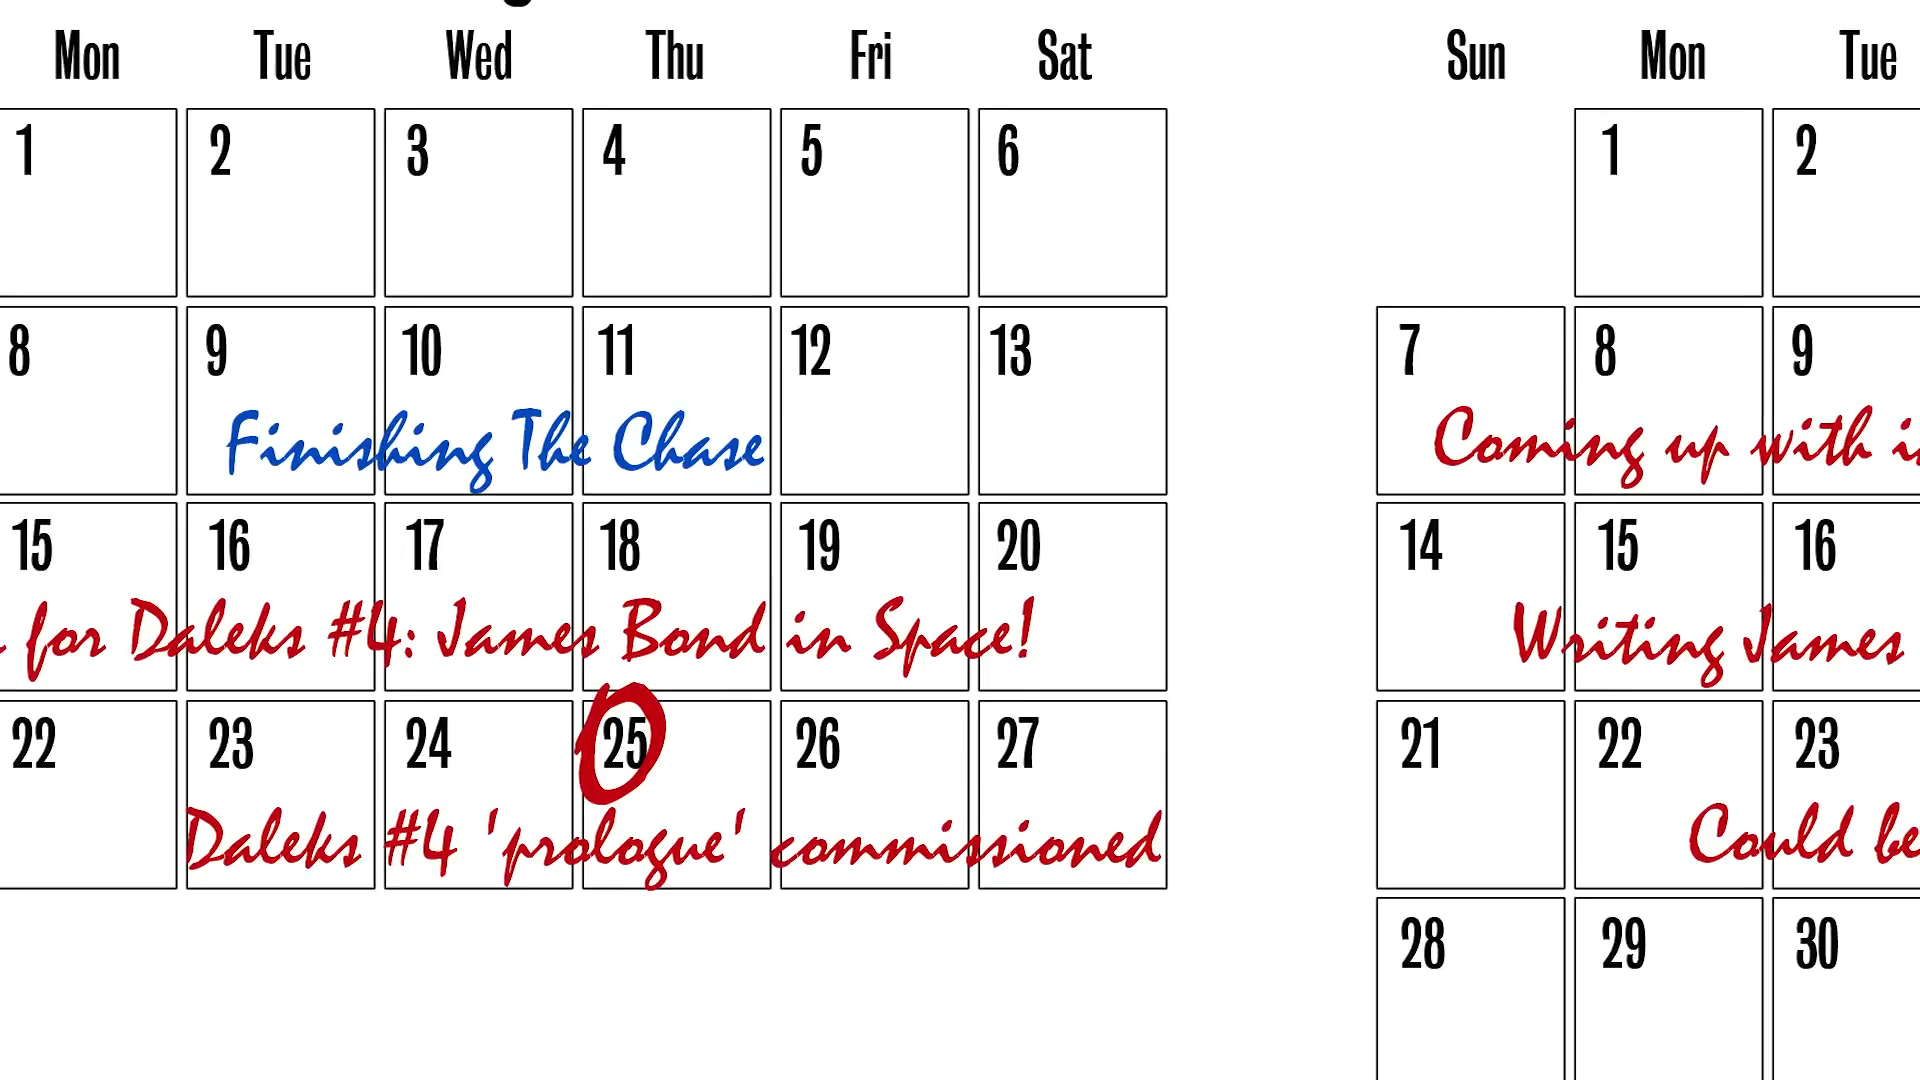 Mon Tue Wed Thu Fri Sat
1 2 3 4 5 6
8 9 10 11 12 13
Finishing The Chase
15 16 17 18 19 20
for Daleks #4: James Bond in Space!
22 23 24 25 26 27
Daleks #4 'prologue' commissioned
Sun Mon Tue
1 2
7 8 9
Coming up with
14 15 16
Writing James
21 22 23
Could be
28 29 30